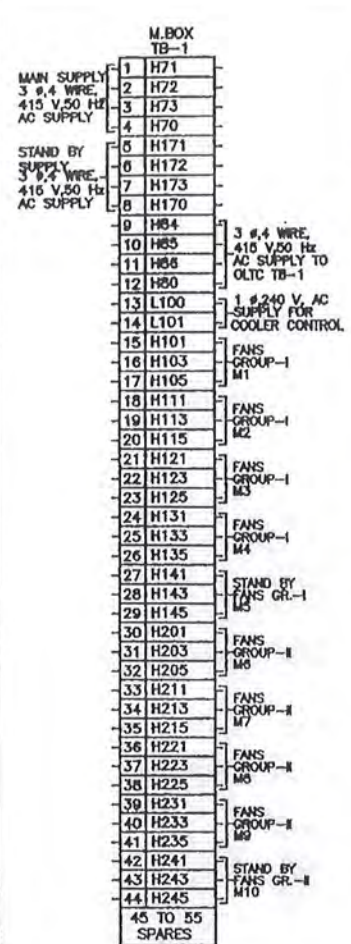 M.BOX
TB-1
1 H71
2 H72
3 H73
4 H70
MAIN SUPPLY
3 ø,4 WIRE,
415 V,50 Hz
AC SUPPLY
5 H171
6 H172
7 H173
8 H170
STAND BY
SUPPLY
3 ø,4 WIRE,
415 V,50 Hz
AC SUPPLY
9 H64
10 H65
11 H66
12 H60
3 ø,4 WIRE,
415 V,50 Hz
AC SUPPLY TO
OLTC TB-1
13 L100
14 L101
1 ø,240 V, AC
SUPPLY FOR
COOLER CONTROL
15 H101
16 H103
17 H105
FANS
GROUP-I
M1
18 H111
19 H113
20 H115
FANS
GROUP-I
M2
21 H121
22 H123
23 H125
FANS
GROUP-I
M3
24 H131
25 H133
26 H135
FANS
GROUP-I
M4
27 H141
28 H143
29 H145
STAND BY
FANS GR.-I
M5
30 H201
31 H203
32 H205
FANS
GROUP-II
M6
33 H211
34 H213
35 H215
FANS
GROUP-II
M7
36 H221
37 H223
38 H225
FANS
GROUP-II
M8
39 H231
40 H233
41 H235
FANS
GROUP-II
M9
42 H241
43 H243
44 H245
STAND BY
FANS GR.-II
M10
45 TO 55
SPARES